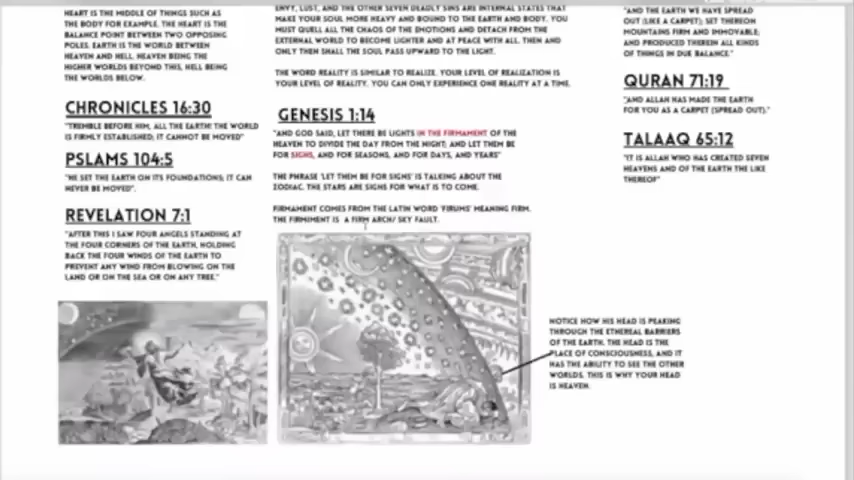 HEART IS THE MIDDLE OF THINGS SUCH AS
THE BODY FOR EXAMPLE. THE HEART IS THE
BALANCE POINT BETWEEN TWO OPPOSING
POLES. EARTH IS THE WORLD BETWEEN
HEAVEN AND HELL. HEAVEN BEING THE
HIGHER WORLDS BEYOND THIS, HELL BEING
THE WORLDS BELOW.
CHRONICLES 16:30
"TREMBLE BEFORE HIM, ALL THE EARTH! THE WORLD
IS FIRMLY ESTABLISHED; IT CANNOT BE MOVED"
PSLAMS 104:5
"HE SET THE EARTH ON ITS FOUNDATIONS; IT CAN
NEVER BE MOVED".
REVELATION 7:1
"AFTER THIS I SAW FOUR ANGELS STANDING AT
THE FOUR CORNERS OF THE EARTH, HOLDING
BACK THE FOUR WINDS OF THE EARTH TO
PREVENT ANY WIND FROM BLOWING ON THE
LAND OR ON THE SEA OR ON ANY TREE."
ENVY, LUST, AND THE OTHER SEVEN DEADLY SINS ARE INTERNAL STATES THAT
MAKE YOUR SOUL MORE HEAVY AND BOUND TO THE EARTH AND BODY. YOU
MUST QUELL ALL THE CHAOS OF THE EMOTIONS AND DETACH FROM THE
EXTERNAL WORLD TO BECOME LIGHTER AND AT PEACE WITH ALL. THEN AND
ONLY THEN SHALL THE SOUL PASS UPWARD TO THE LIGHT.
THE WORD REALITY IS SIMILAR TO REALIZE. YOUR LEVEL OF REALIZATION IS
YOUR LEVEL OF REALITY. YOU CAN ONLY EXPERIENCE ONE REALITY AT A TIME.
GENESIS 1:14
"AND GOD SAID, LET THERE BE LIGHTS IN THE FIRMAMENT OF THE
HEAVEN TO DIVIDE THE DAY FROM THE NIGHT; AND LET THEM BE
FOR SIGNS, AND FOR SEASONS, AND FOR DAYS, AND YEARS"
THE PHRASE 'LET THEM BE FOR SIGNS' IS TALKING ABOUT THE
ZODIAC. THE STARS ARE SIGNS FOR WHAT IS TO COME.
FIRMAMENT COMES FROM THE LATIN WORD 'FIRUMS' MEANING FIRM.
THE FIRMIMENT IS A FIRM ARCH/ SKY FAULT.
"AND THE EARTH WE HAVE SPREAD
OUT (LIKE A CARPET); SET THEREON
MOUNTAINS FIRM AND IMMOVABLE;
AND PRODUCED THEREIN ALL KINDS
OF THINGS IN DUE BALANCE."
QURAN 71:19
"AND ALLAH HAS MADE THE EARTH
FOR YOU AS A CARPET (SPREAD OUT)."
TALAAQ 65:12
"IT IS ALLAH WHO HAS CREATED SEVEN
HEAVENS AND OF THE EARTH THE LIKE
THEREOF"
NOTICE HOW HIS HEAD IS PEAKING
THROUGH THE ETHEREAL BARRIERS
OF THE EARTH. THE HEAD IS THE
PLACE OF CONSCIOUSNESS, AND IT
HAS THE ABILITY TO SEE THE OTHER
WORLDS. THIS IS WHY YOUR HEAD
IS HEAVEN.